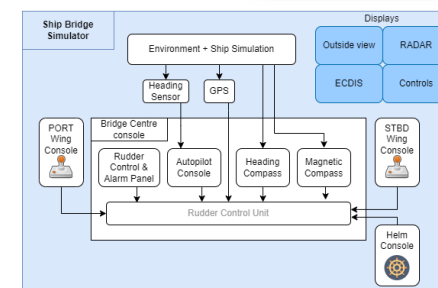 Ship Bridge
Simulator
Displays
Environment + Ship Simulation
Outside view
RADAR
ECDIS
Controls
Heading
Sensor
GPS
Bridge Centre
console
PORT
Wing
Console
STBD
Wing
Console
Rudder
Control &
Alarm Panel
Autopilot
Console
Heading
Compass
Magnetic
Compass
Rudder Control Unit
Helm
Console